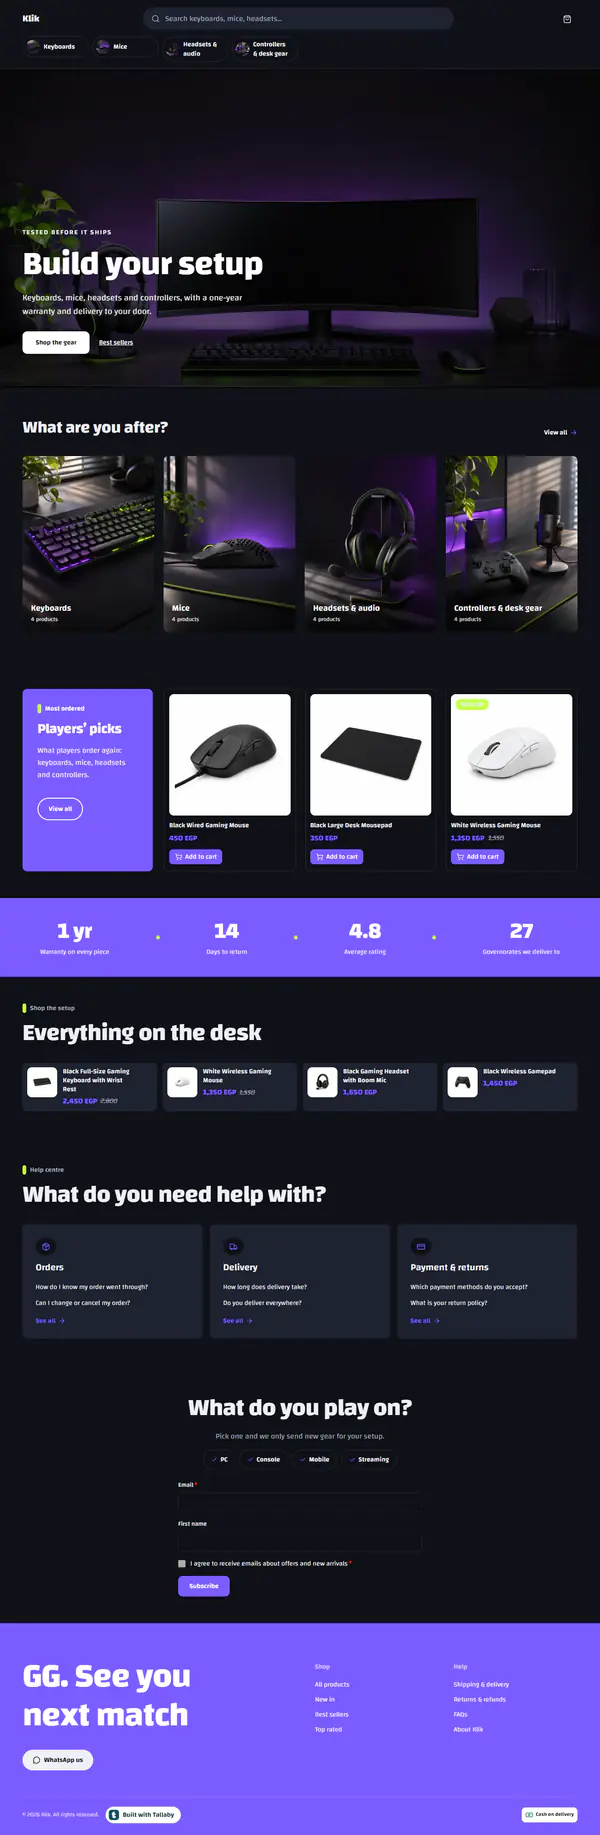 Klik
Search keyboards, mice, headsets...
Keyboards
Mice
Headsets &
audio
Controllers
& desk gear
TESTED BEFORE IT SHIPS
Build your setup
Keyboards, mice, headsets and controllers, with a one-year
warranty and delivery to your door.
Shop the gear
Best sellers
What are you after?
View all →
Keyboards
4 products
Mice
4 products
Headsets & audio
4 products
Controllers & desk gear
4 products
Most ordered
Players' picks
What players order again:
keyboards, mice, headsets
and controllers.
View all
Black Wired Gaming Mouse
450 EGP
Add to cart
Black Large Desk Mousepad
350 EGP
Add to cart
White Wireless Gaming Mouse
1,350 EGP 1,550
Add to cart
1 yr
Warranty on every piece
14
Days to return
4.8
Average rating
27
Governorates we deliver to
Shop the setup
Everything on the desk
Black Full-Size Gaming
Keyboard with Wrist
Rest
2,450 EGP 2,800
White Wireless Gaming
Mouse
1,350 EGP 1,550
Black Gaming Headset
with Boom Mic
1,650 EGP
Black Wireless Gamepad
1,450 EGP
Help centre
What do you need help with?
Orders
How do I know my order went through?
Can I change or cancel my order?
See all →
Delivery
How long does delivery take?
Do you deliver everywhere?
See all →
Payment & returns
Which payment methods do you accept?
What is your return policy?
See all →
What do you play on?
Pick one and we only send new gear for your setup.
PC
Console
Mobile
Streaming
Email *
First name
I agree to receive emails about offers and new arrivals *
Subscribe
GG. See you
next match
WhatsApp us
Shop
All products
New in
Best sellers
Top rated
Help
Shipping & delivery
Returns & refunds
FAQs
About Klik
© 2026 Klik. All rights reserved.
Built with Tallaby
Cash on delivery